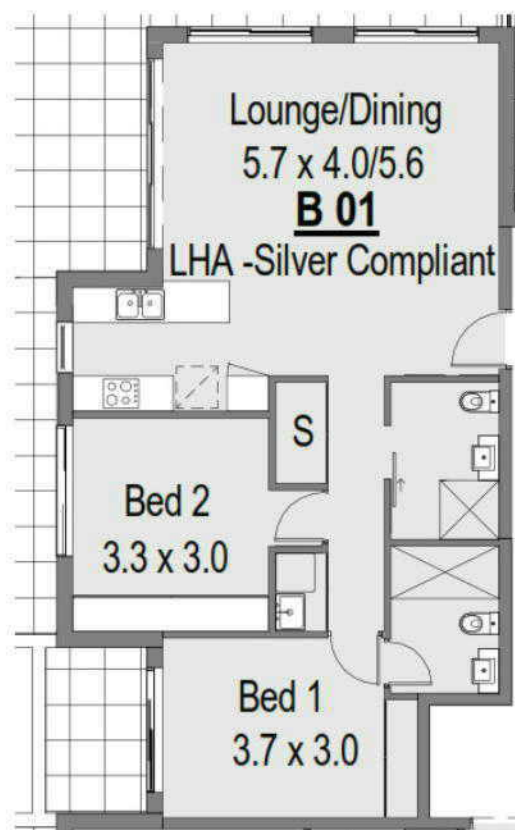 Lounge/Dining
5.7 x 4.0/5.6
B 01
LHA -Silver Compliant
S
Bed 2
3.3 x 3.0
Bed 1
3.7 x 3.0